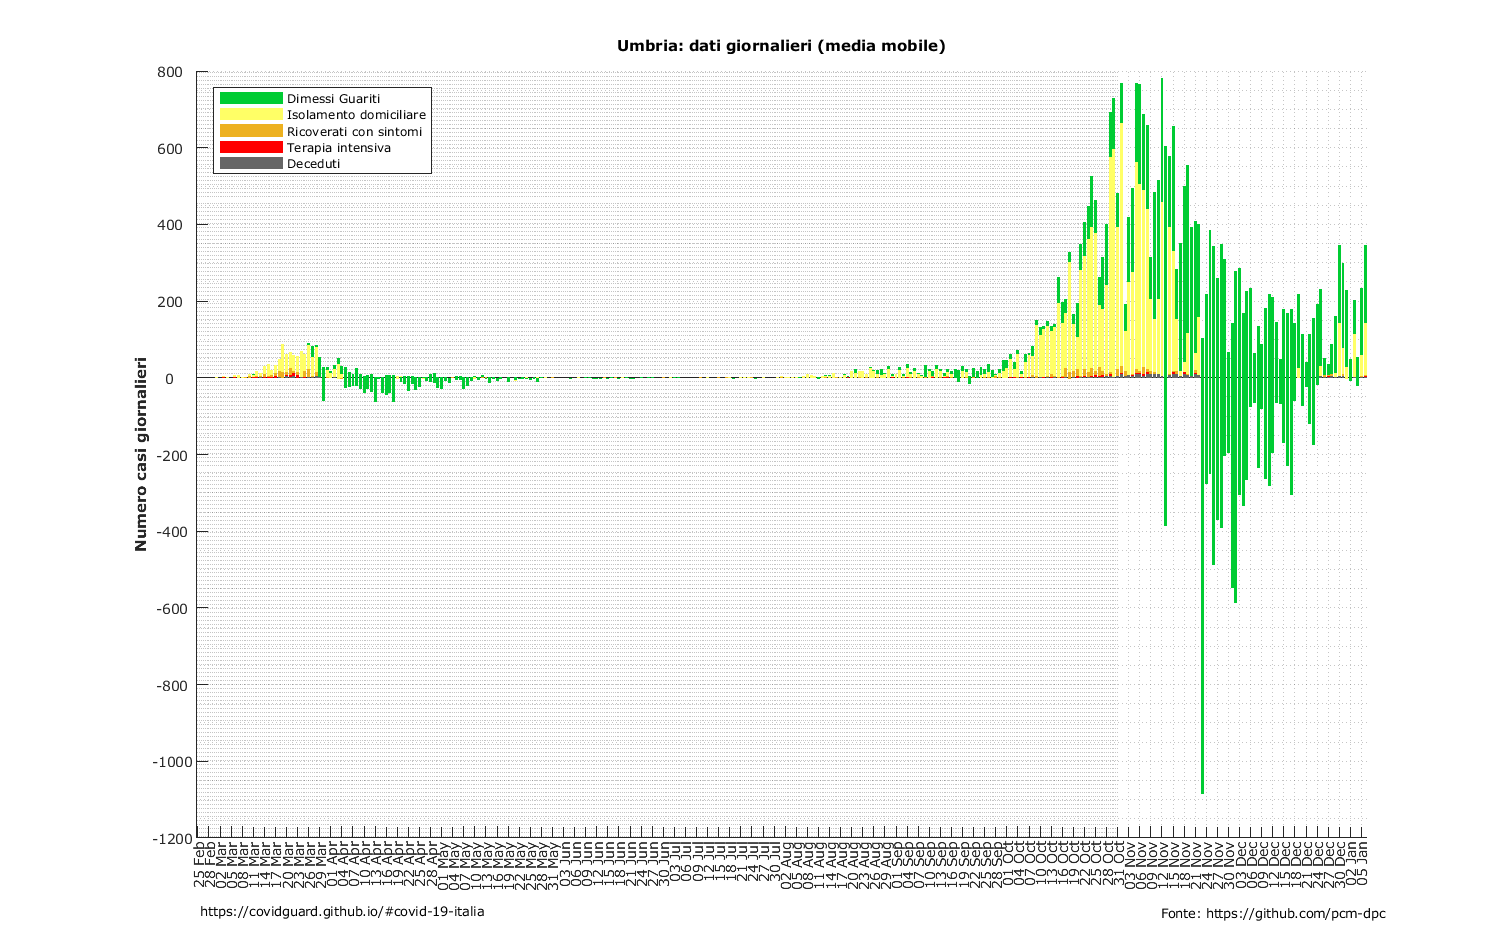 Umbria: dati giornalieri (media mobile)
Numero casi giornalieri
800
600
400
200
0
-200
-400
-600
-800
-1000
-1200
Dimessi Guariti
Isolamento domiciliare
Ricoverati con sintomi
Terapia intensiva
Deceduti
25 Feb
28 Feb
02 Mar
05 Mar
08 Mar
11 Mar
14 Mar
17 Mar
20 Mar
23 Mar
26 Mar
29 Mar
01 Apr
04 Apr
07 Apr
10 Apr
13 Apr
16 Apr
19 Apr
22 Apr
25 Apr
28 Apr
01 May
04 May
07 May
10 May
13 May
16 May
19 May
22 May
25 May
28 May
31 May
03 Jun
06 Jun
09 Jun
12 Jun
15 Jun
18 Jun
21 Jun
24 Jun
27 Jun
30 Jun
03 Jul
06 Jul
09 Jul
12 Jul
15 Jul
18 Jul
21 Jul
24 Jul
27 Jul
30 Jul
02 Aug
05 Aug
08 Aug
11 Aug
14 Aug
17 Aug
20 Aug
23 Aug
26 Aug
29 Aug
01 Sep
04 Sep
07 Sep
10 Sep
13 Sep
16 Sep
19 Sep
22 Sep
25 Sep
28 Sep
01 Oct
04 Oct
07 Oct
10 Oct
13 Oct
16 Oct
19 Oct
22 Oct
25 Oct
28 Oct
31 Oct
03 Nov
06 Nov
09 Nov
12 Nov
15 Nov
18 Nov
21 Nov
24 Nov
27 Nov
30 Nov
03 Dec
06 Dec
09 Dec
12 Dec
15 Dec
18 Dec
21 Dec
24 Dec
27 Dec
30 Dec
02 Jan
05 Jan
https://covidguard.github.io/#covid-19-italia
Fonte: https://github.com/pcm-dpc